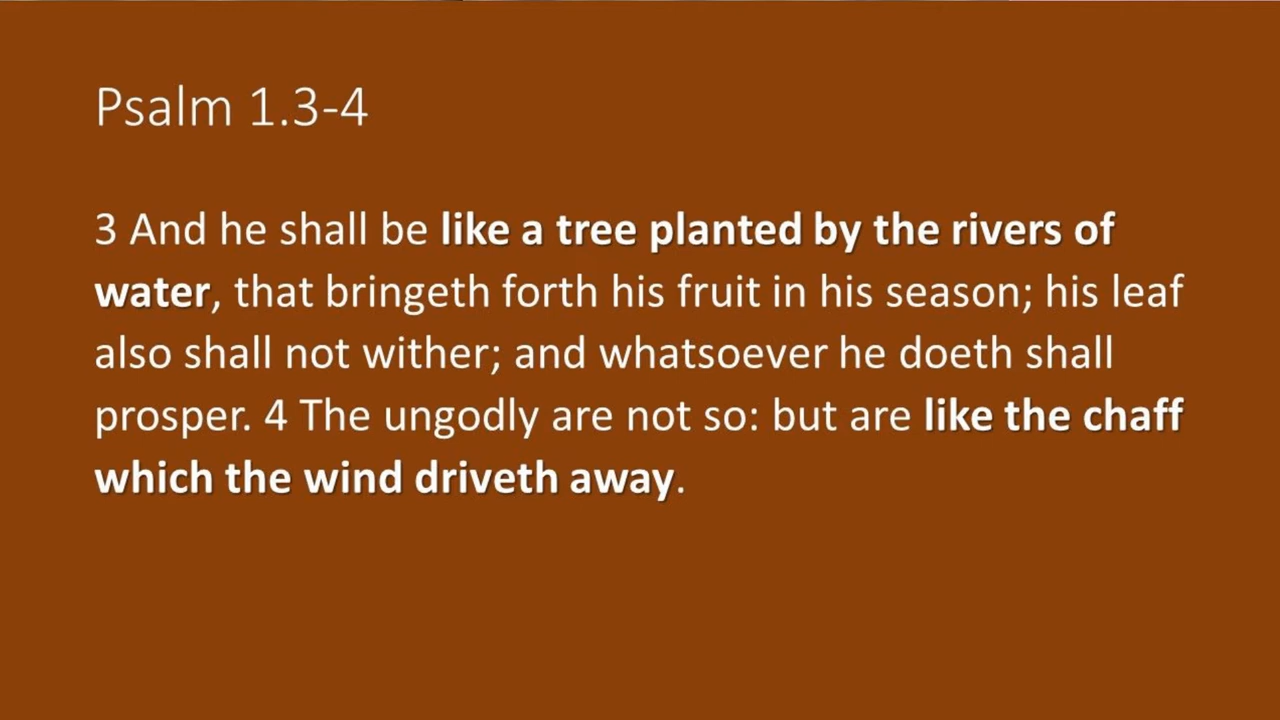 Psalm 1.3-4
3 And he shall be like a tree planted by the rivers of
water, that bringeth forth his fruit in his season; his leaf
also shall not wither; and whatsoever he doeth shall
prosper. 4 The ungodly are not so: but are like the chaff
which the wind driveth away.